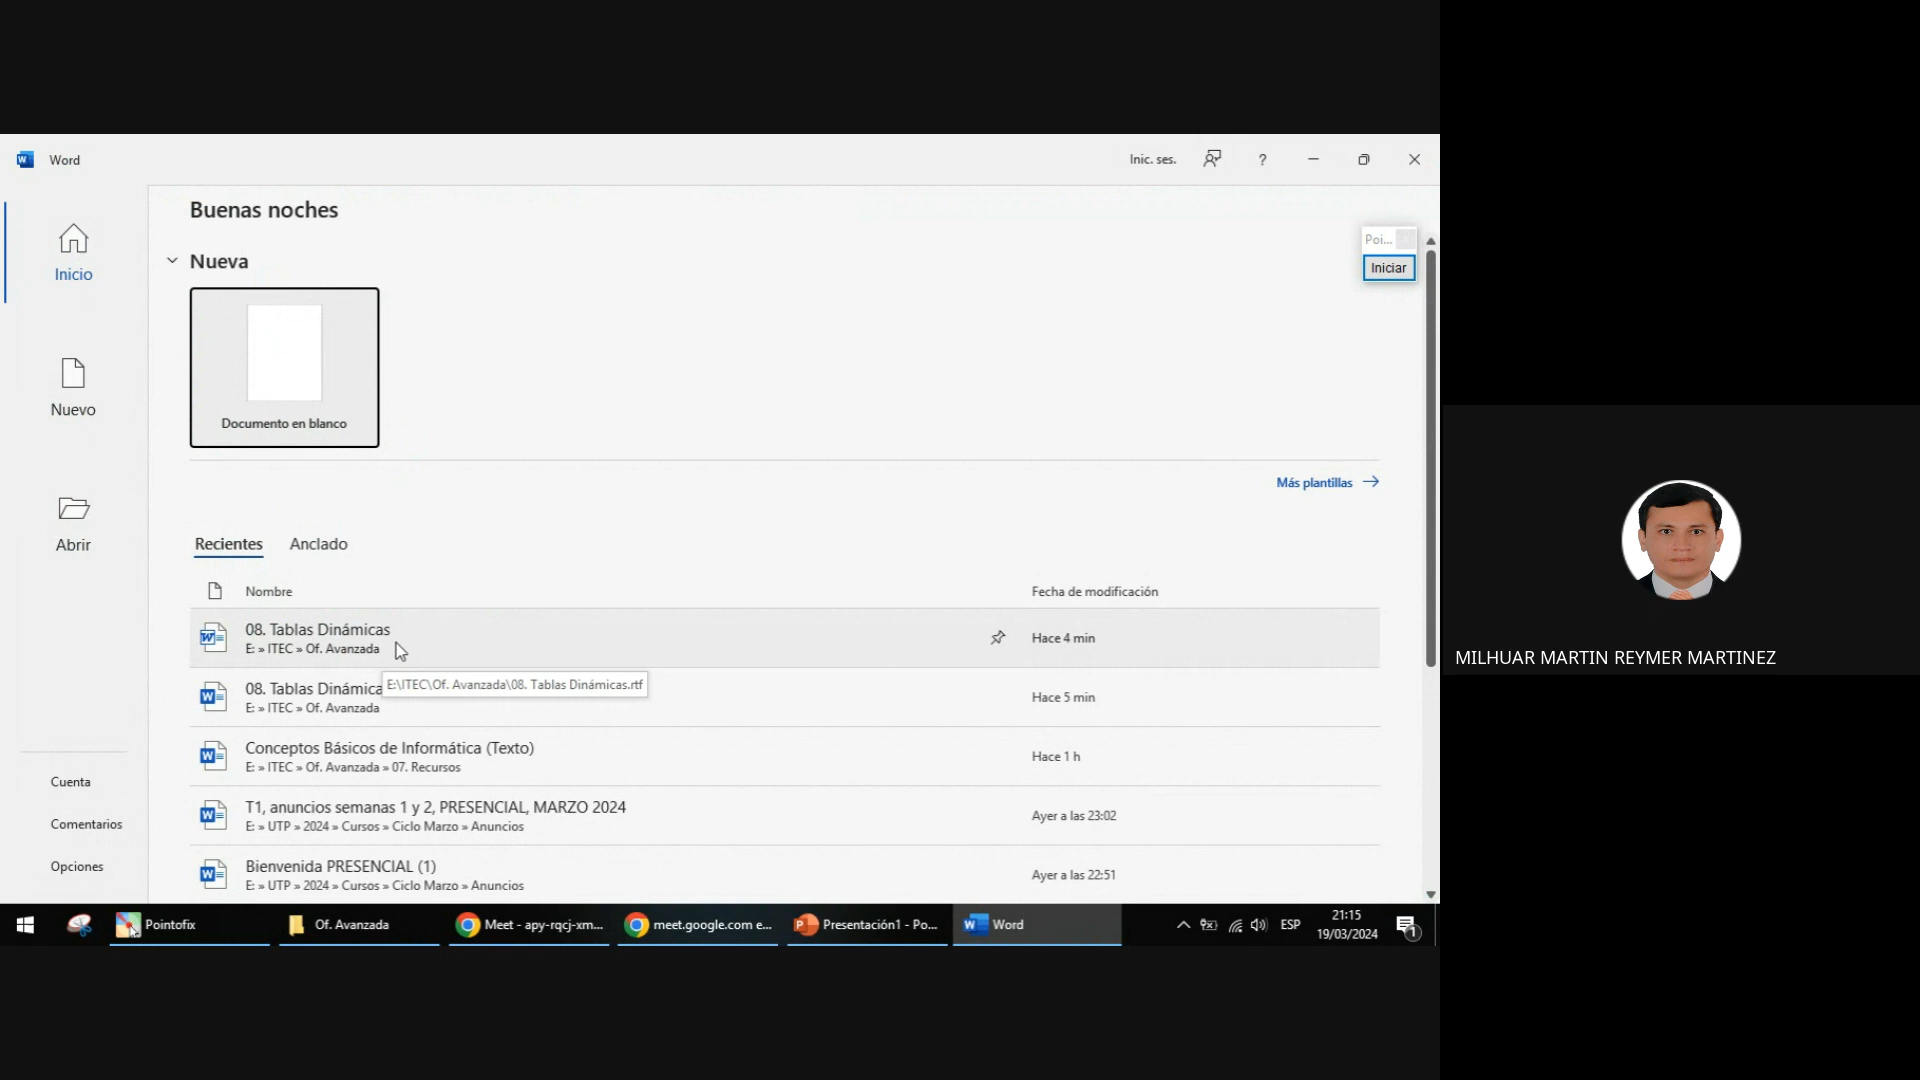 Word
Inic. ses.
?
Buenas noches
Poi...
Iniciar
Nueva
Inicio
Documento en blanco
Nuevo
Más plantillas
Abrir
Recientes Anclado
Nombre Fecha de modificación
08. Tablas Dinámicas
E: » ITEC » Of. Avanzada
Hace 4 min
E:\ITEC\Of. Avanzada\08. Tablas Dinámicas.rtf
08. Tablas Dinámica
E: » ITEC » Of. Avanzada
Hace 5 min
Conceptos Básicos de Informática (Texto)
E: » ITEC » Of. Avanzada » 07. Recursos
Hace 1 h
T1, anuncios semanas 1 y 2, PRESENCIAL, MARZO 2024
E: » UTP » 2024 » Cursos » Ciclo Marzo » Anuncios
Ayer a las 23:02
Bienvenida PRESENCIAL (1)
E: » UTP » 2024 » Cursos » Ciclo Marzo » Anuncios
Ayer a las 22:51
Cuenta
Comentarios
Opciones
Pointofix
Of. Avanzada
Meet - apy-rqcj-xm...
meet.google.com e...
Presentación1 - Po...
Word
ESP
21:15
19/03/2024
1
MILHUAR MARTIN REYMER MARTINEZ